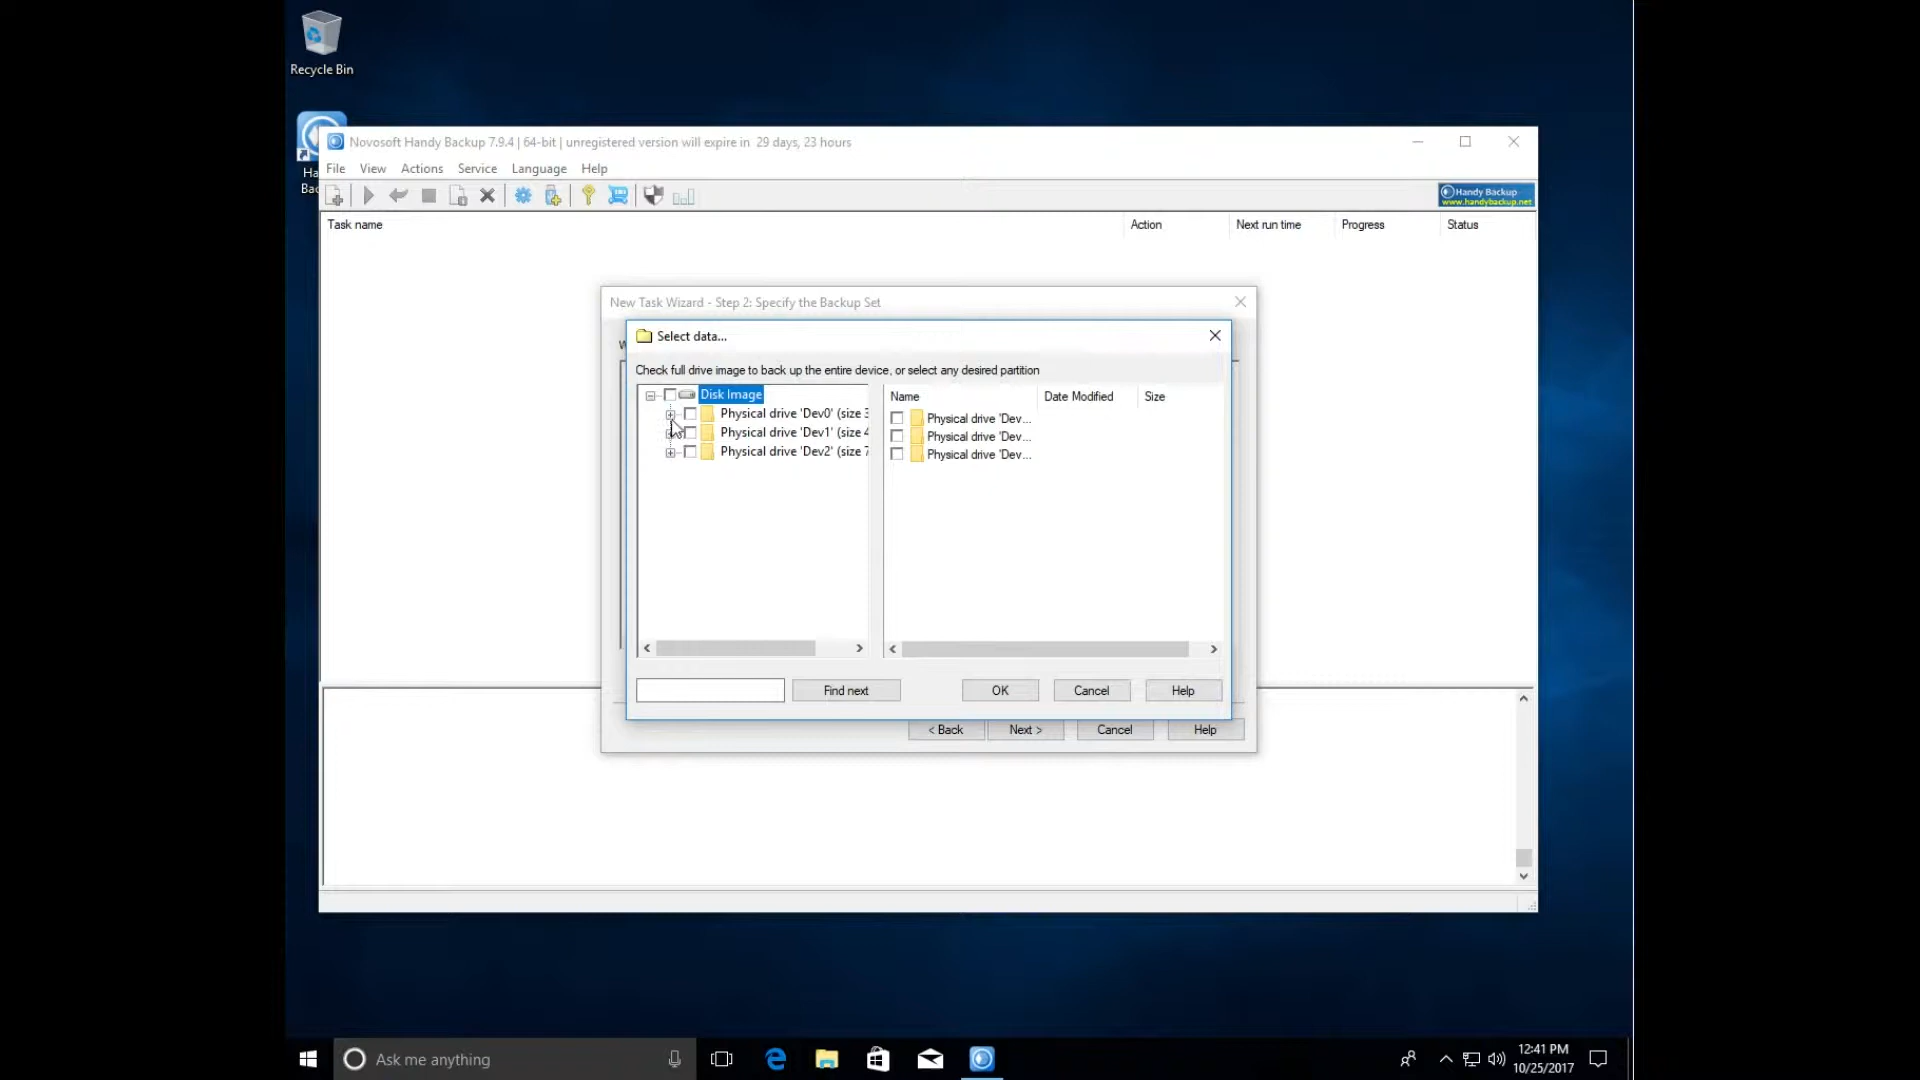 Recycle Bin
Ha
Bac
Novosoft Handy Backup 7.9.4 | 64-bit | unregistered version will expire in 29 days, 23 hours
File View Actions Service Language Help
Handy Backup
www.handybackup.net
Task name Action Next run time Progress Status
New Task Wizard - Step 2: Specify the Backup Set
Select data...
Check full drive image to back up the entire device, or select any desired partition
Disk Image
Physical drive 'Dev0' (size 3
Physical drive 'Dev1' (size 4
Physical drive 'Dev2' (size 7
Name Date Modified Size
Physical drive 'Dev...
Physical drive 'Dev...
Physical drive 'Dev...
Find next OK Cancel Help
< Back Next > Cancel Help
Ask me anything
12:41 PM
10/25/2017